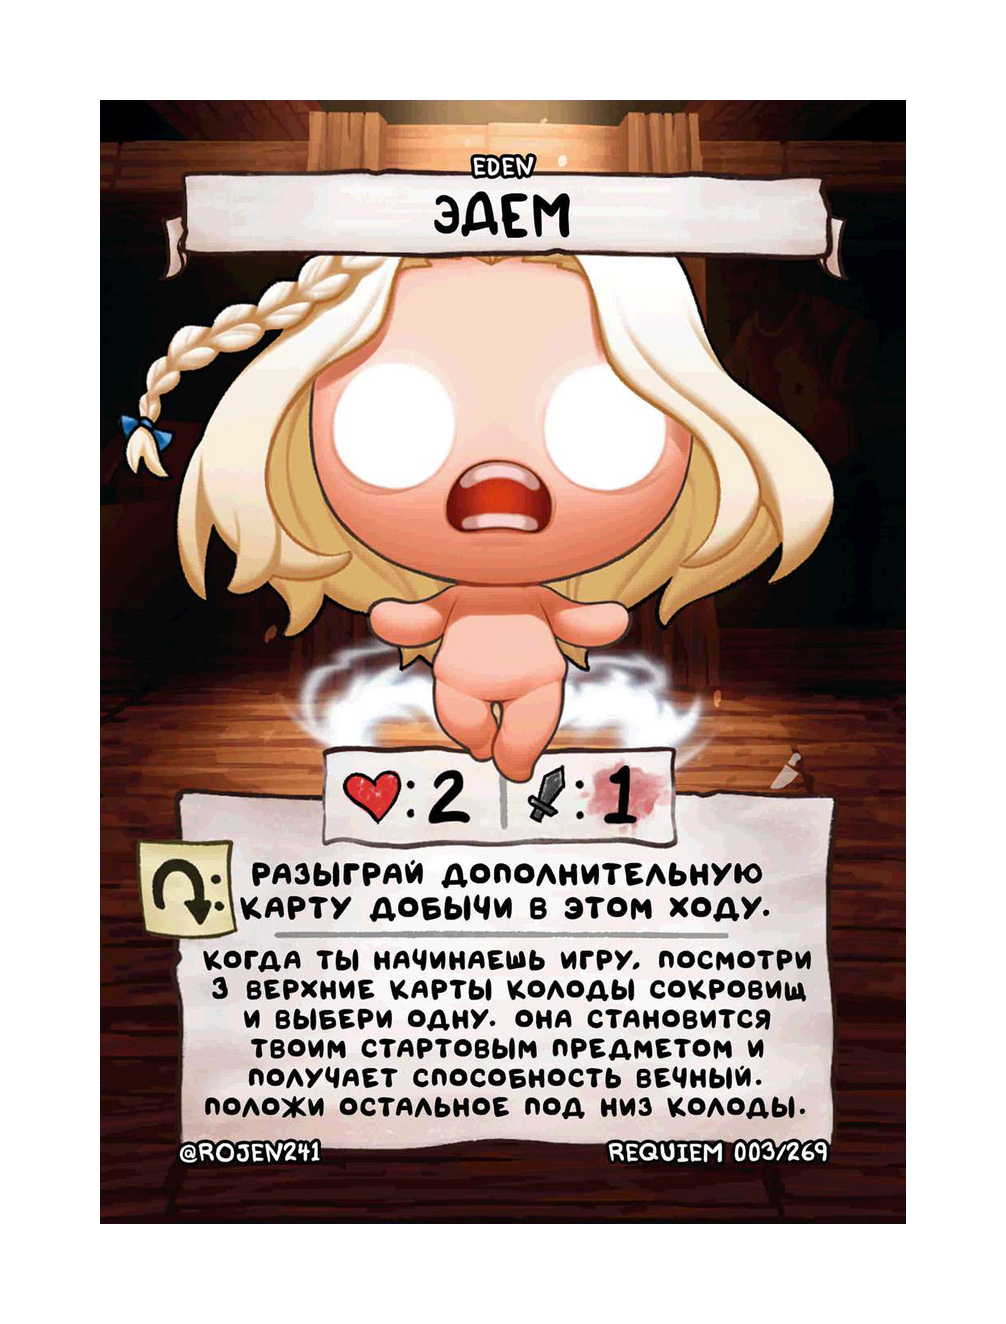 EDEN
ЭДЕМ
: 2
: 1
РАЗЫГРАЙ ДОПОЛНИТЕЛЬНУЮ
КАРТУ ДОБЫЧИ В ЭТОМ ХОДУ.
КОГДА ТЫ НАЧИНАЕШЬ ИГРУ, ПОСМОТРИ
3 ВЕРХНИЕ КАРТЫ КОЛОДЫ СОКРОВИЩ
И ВЫБЕРИ ОДНУ. ОНА СТАНОВИТСЯ
ТВОИМ СТАРТОВЫМ ПРЕДМЕТОМ И
ПОЛУЧАЕТ СПОСОБНОСТЬ ВЕЧНЫЙ.
ПОЛОЖИ ОСТАЛЬНОЕ ПОД НИЗ КОЛОДЫ.
@ROJEN241
REQUIEM 003/269